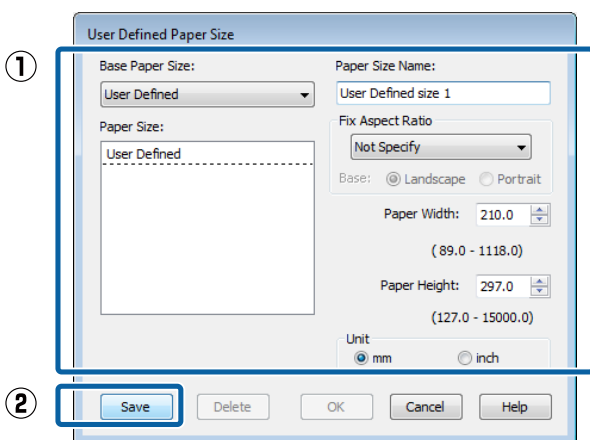 User Defined Paper Size
①
Base Paper Size:
User Defined
Paper Size:
User Defined
Paper Size Name:
User Defined size 1
Fix Aspect Ratio
Not Specify
Base: Landscape Portrait
Paper Width: 210.0
( 89.0 - 1118.0)
Paper Height: 297.0
(127.0 - 15000.0)
Unit
mm inch
②
Save Delete OK Cancel Help